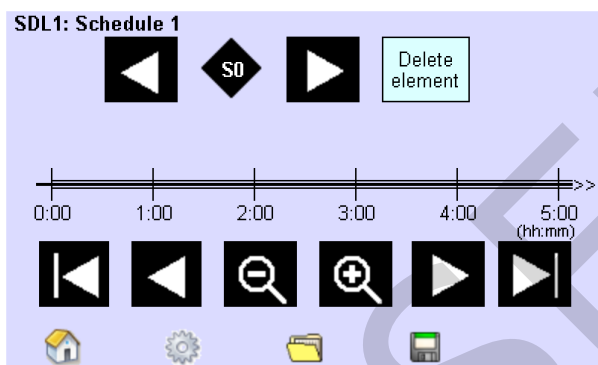 SDL1: Schedule 1
S0
Delete
element
>>
0:00 1:00 2:00 3:00 4:00 5:00
(hh:mm)